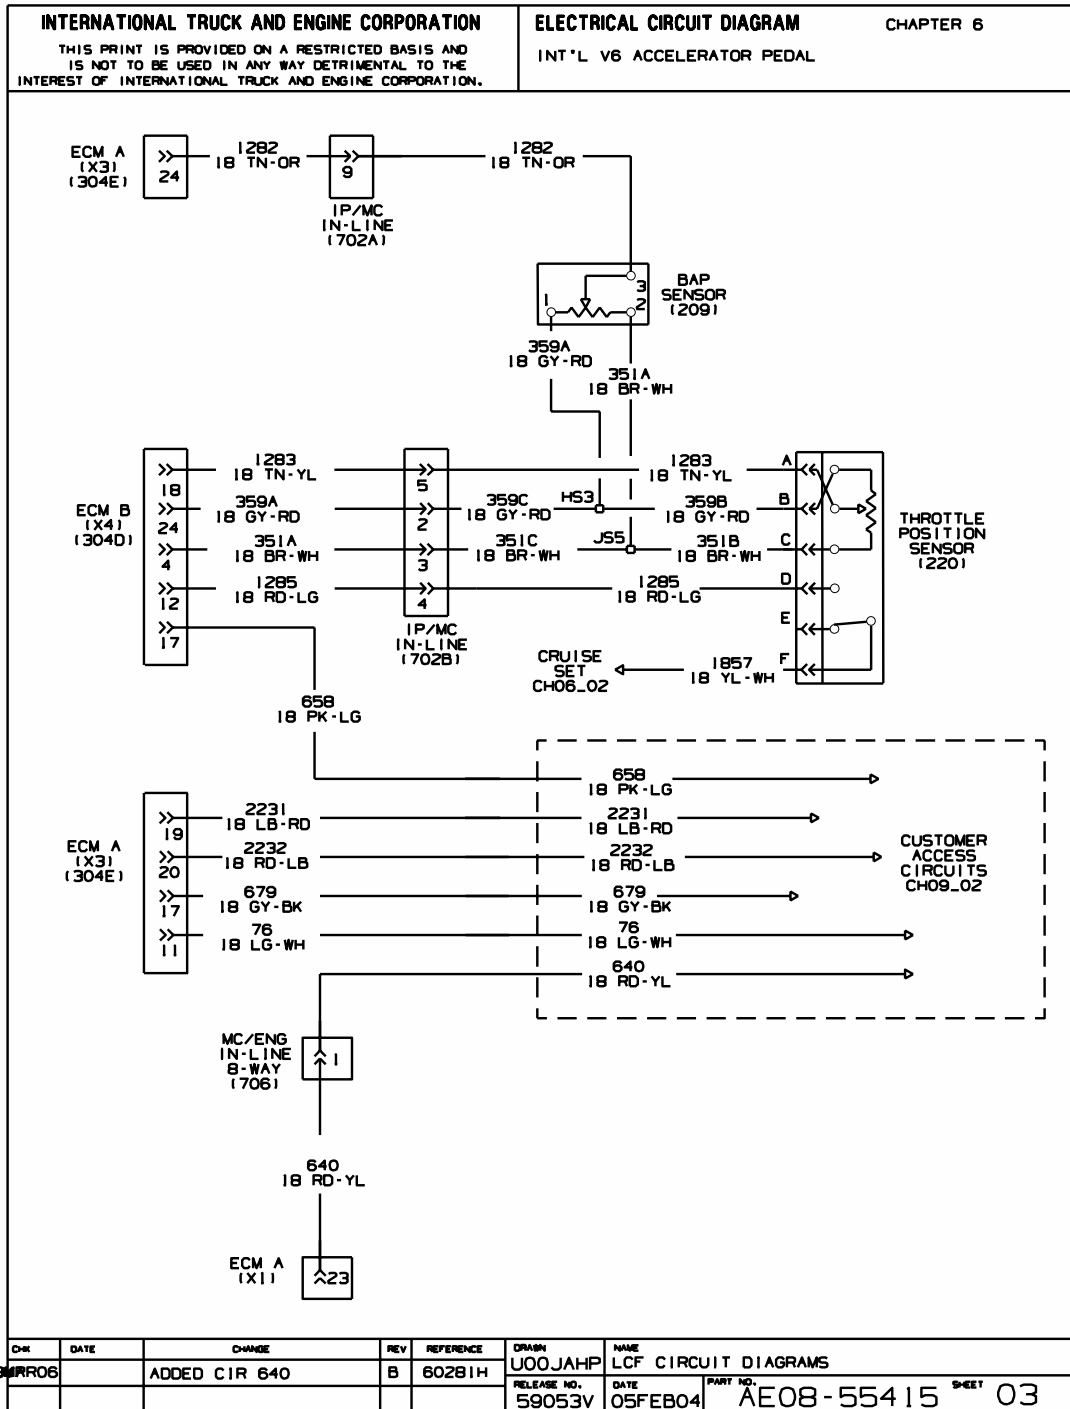 INTERNATIONAL TRUCK AND ENGINE CORPORATION
THIS PRINT IS PROVIDED ON A RESTRICTED BASIS AND
IS NOT TO BE USED IN ANY WAY DETRIMENTAL TO THE
INTEREST OF INTERNATIONAL TRUCK AND ENGINE CORPORATION.
ELECTRICAL CIRCUIT DIAGRAM CHAPTER 6
INT'L V6 ACCELERATOR PEDAL
ECM A
(X3)
(304E)
24
1282
18 TN-OR
9
IP/MC
IN-LINE
(702A)
1282
18 TN-OR
1
3
2
BAP
SENSOR
(209)
359A
18 GY-RD
351A
18 BR-WH
ECM B
(X4)
(304D)
18
24
4
12
17
1283
18 TN-YL
359A
18 GY-RD
351A
18 BR-WH
1285
18 RD-LG
5
2
3
4
IP/MC
IN-LINE
(702B)
359C
18 GY-RD
HS3
351C
18 BR-WH
JS5
1283
18 TN-YL
359B
18 GY-RD
351B
18 BR-WH
1285
18 RD-LG
A
B
C
D
E
F
THROTTLE
POSITION
SENSOR
(220)
CRUISE
SET
CH06_02
1857
18 YL-WH
658
18 PK-LG
658
18 PK-LG
ECM A
(X3)
(304E)
19
20
17
11
2231
18 LB-RD
2232
18 RD-LB
679
18 GY-BK
76
18 LG-WH
2231
18 LB-RD
2232
18 RD-LB
679
18 GY-BK
76
18 LG-WH
640
18 RD-YL
CUSTOMER
ACCESS
CIRCUITS
CH09_02
MC/ENG
IN-LINE
8-WAY
(706)
1
640
18 RD-YL
ECM A
(X1)
23
CHK DATE CHANGE REV REFERENCE
ADDED CIR 640 B 60281H
DRAWN
U00JAHP
NAME
LCF CIRCUIT DIAGRAMS
RELEASE NO.
59053V
DATE
05FEB04
PART NO.
AE08-55415
SHEET 03